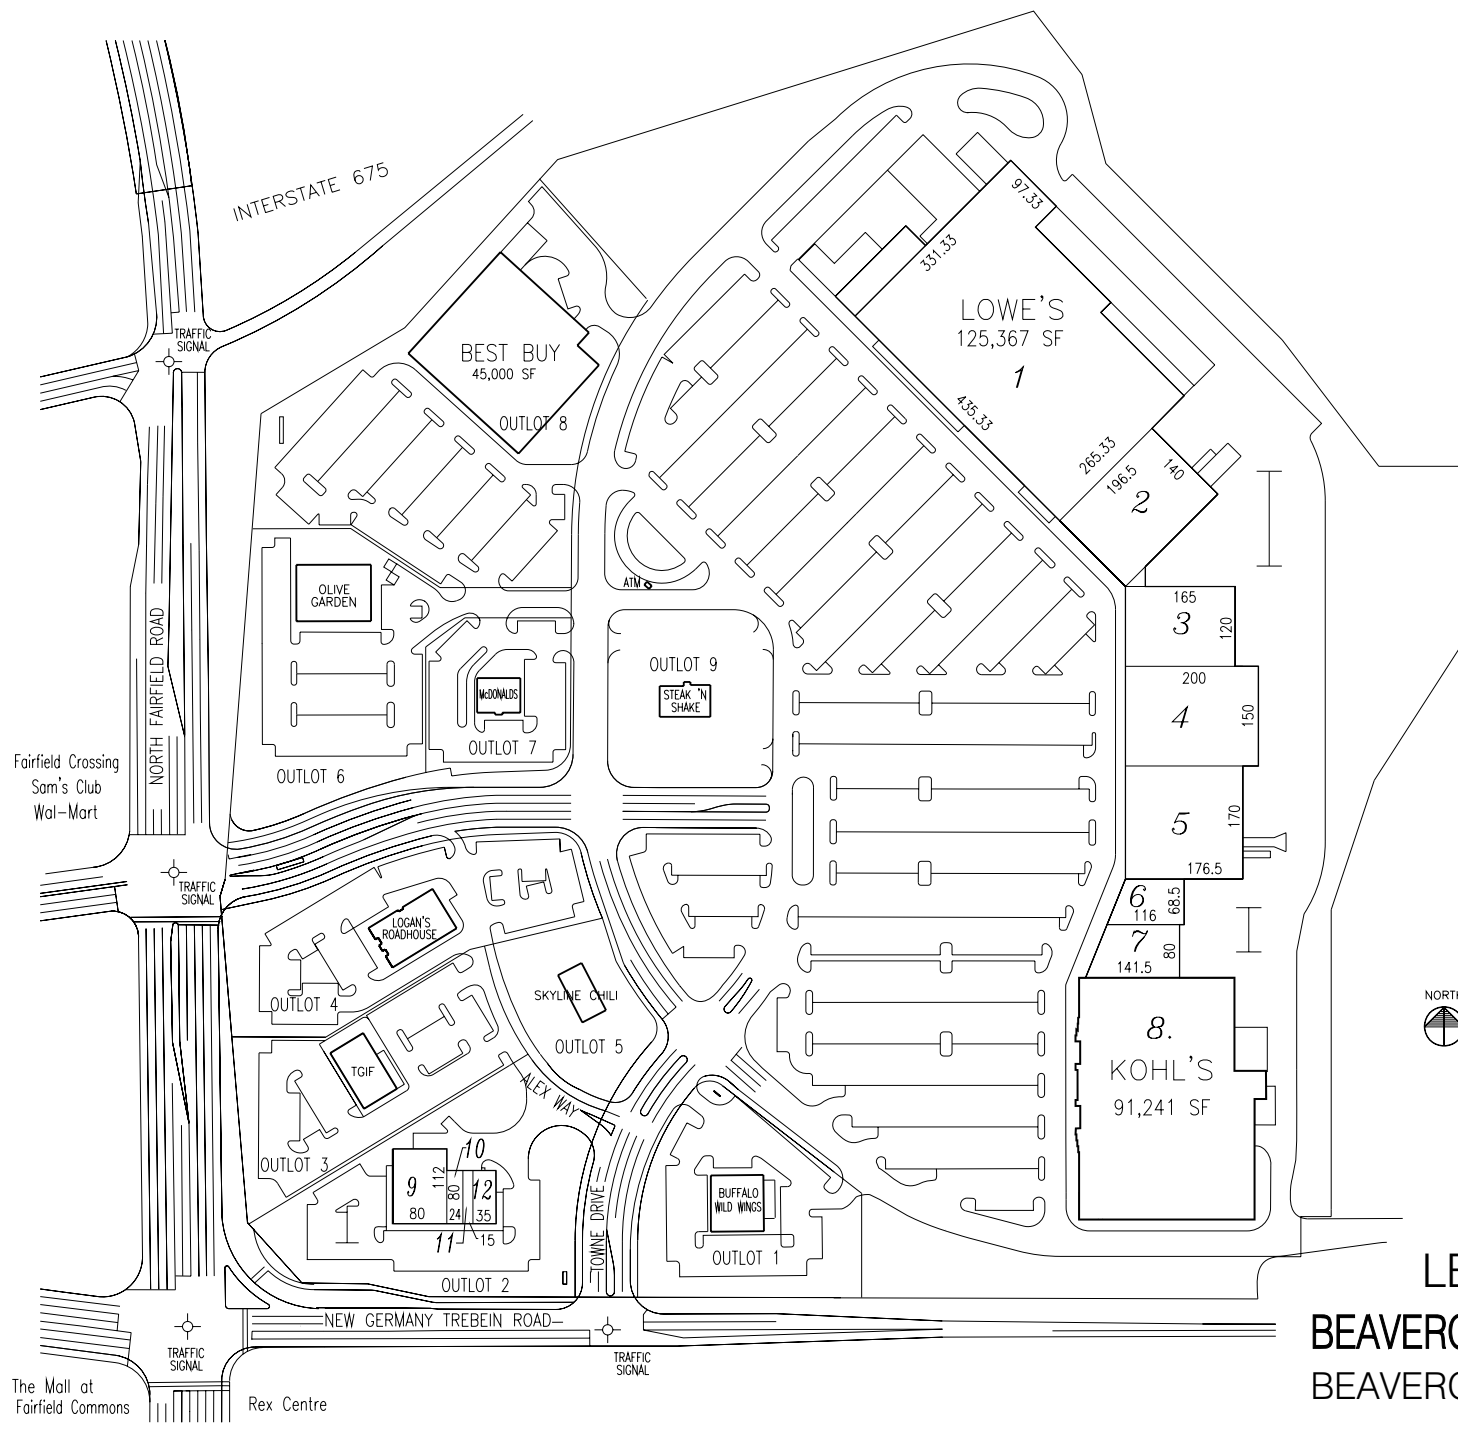 INTERSTATE 675
TRAFFIC
SIGNAL
BEST BUY
45,000 SF
OUTLOT 8
97.33
331.33
LOWE'S
125,367 SF
1
435.33
265.33
196.5
140
2
OLIVE
GARDEN
ATM
165
3
120
NORTH FAIRFIELD ROAD
OUTLOT 9
STEAK 'N
SHAKE
McDONALDS
OUTLOT 7
OUTLOT 6
200
4
150
Fairfield Crossing
Sam's Club
Wal-Mart
5
170
176.5
TRAFFIC
SIGNAL
6
116
68.5
7
141.5
80
LOGAN'S
ROADHOUSE
OUTLOT 4
SKYLINE CHILI
OUTLOT 5
NORTH
8.
KOHL'S
91,241 SF
TGIF
ALEX WAY
OUTLOT 3
9
80
112
10
80
24
12
35
11
15
OUTLOT 2
TOWNE DRIVE
BUFFALO
WILD WINGS
OUTLOT 1
NEW GERMANY TREBEIN ROAD
TRAFFIC
SIGNAL
TRAFFIC
SIGNAL
The Mall at
Fairfield Commons
Rex Centre
LE
BEAVERC
BEAVERC